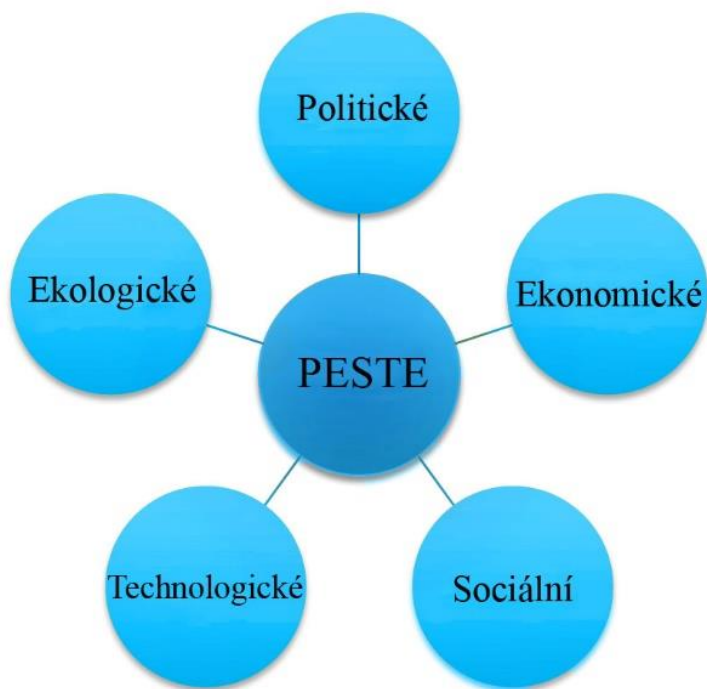 Politické
Ekologické
Ekonomické
PESTE
Technologické
Sociální